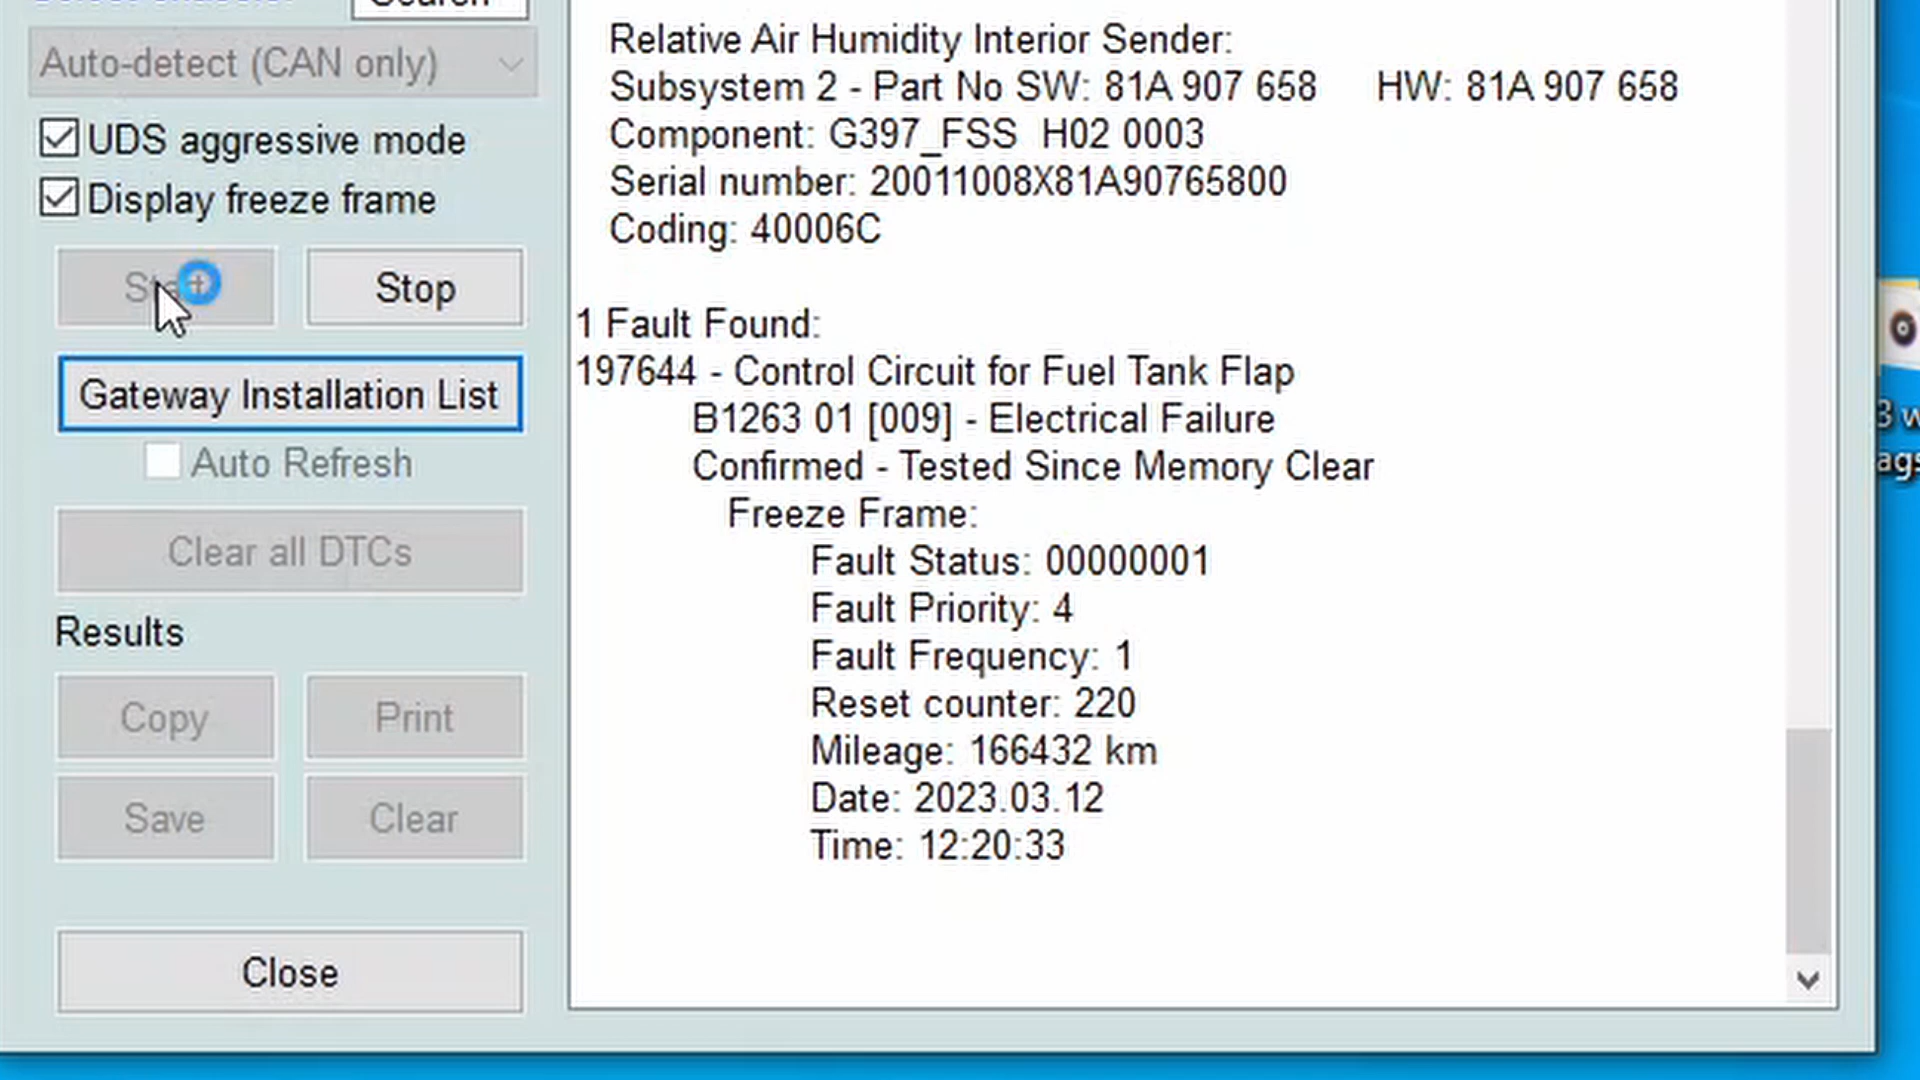 Auto-detect (CAN only)
UDS aggressive mode
Display freeze frame
Stop
Gateway Installation List
Auto Refresh
Clear all DTCs
Results
Copy
Print
Save
Clear
Close
Relative Air Humidity Interior Sender:
Subsystem 2 - Part No SW: 81A 907 658 HW: 81A 907 658
Component: G397_FSS H02 0003
Serial number: 20011008X81A90765800
Coding: 40006C
1 Fault Found:
197644 - Control Circuit for Fuel Tank Flap
B1263 01 [009] - Electrical Failure
Confirmed - Tested Since Memory Clear
Freeze Frame:
Fault Status: 00000001
Fault Priority: 4
Fault Frequency: 1
Reset counter: 220
Mileage: 166432 km
Date: 2023.03.12
Time: 12:20:33